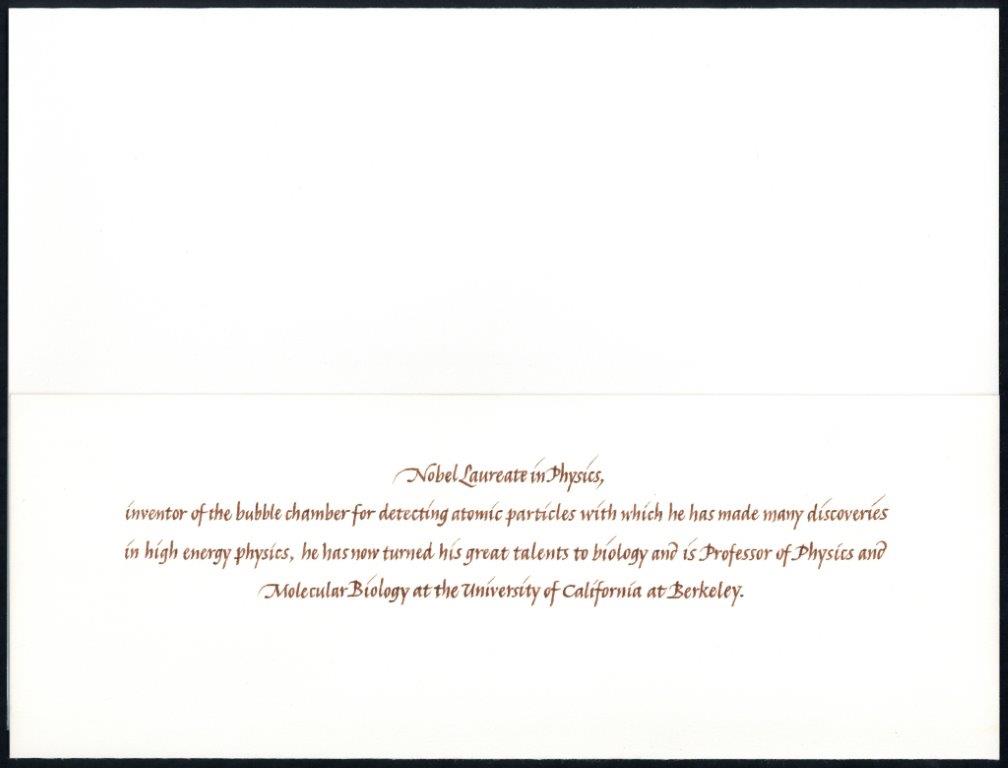 Nobel Laureate in Physics,
inventor of the bubble chamber for detecting atomic particles with which he has made many discoveries
in high energy physics, he has now turned his great talents to biology and is Professor of Physics and
Molecular Biology at the University of California at Berkeley.